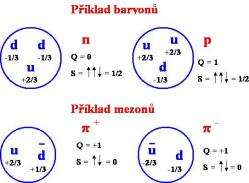 Příklad baryonů
d d n u u p
-1/3 -1/3 +2/3 +2/3
u Q = 0 d Q = 1
+2/3 S = ↑↑↓ = 1/2 -1/3 S = ↑↑↓ = 1/2
Příklad mezonů
u d̄ π⁺ ū d π⁻
+2/3 +1/3 Q = +1 -2/3 -1/3 Q = +1
S = ↑↓ = 0 S = ↑↓ = 0